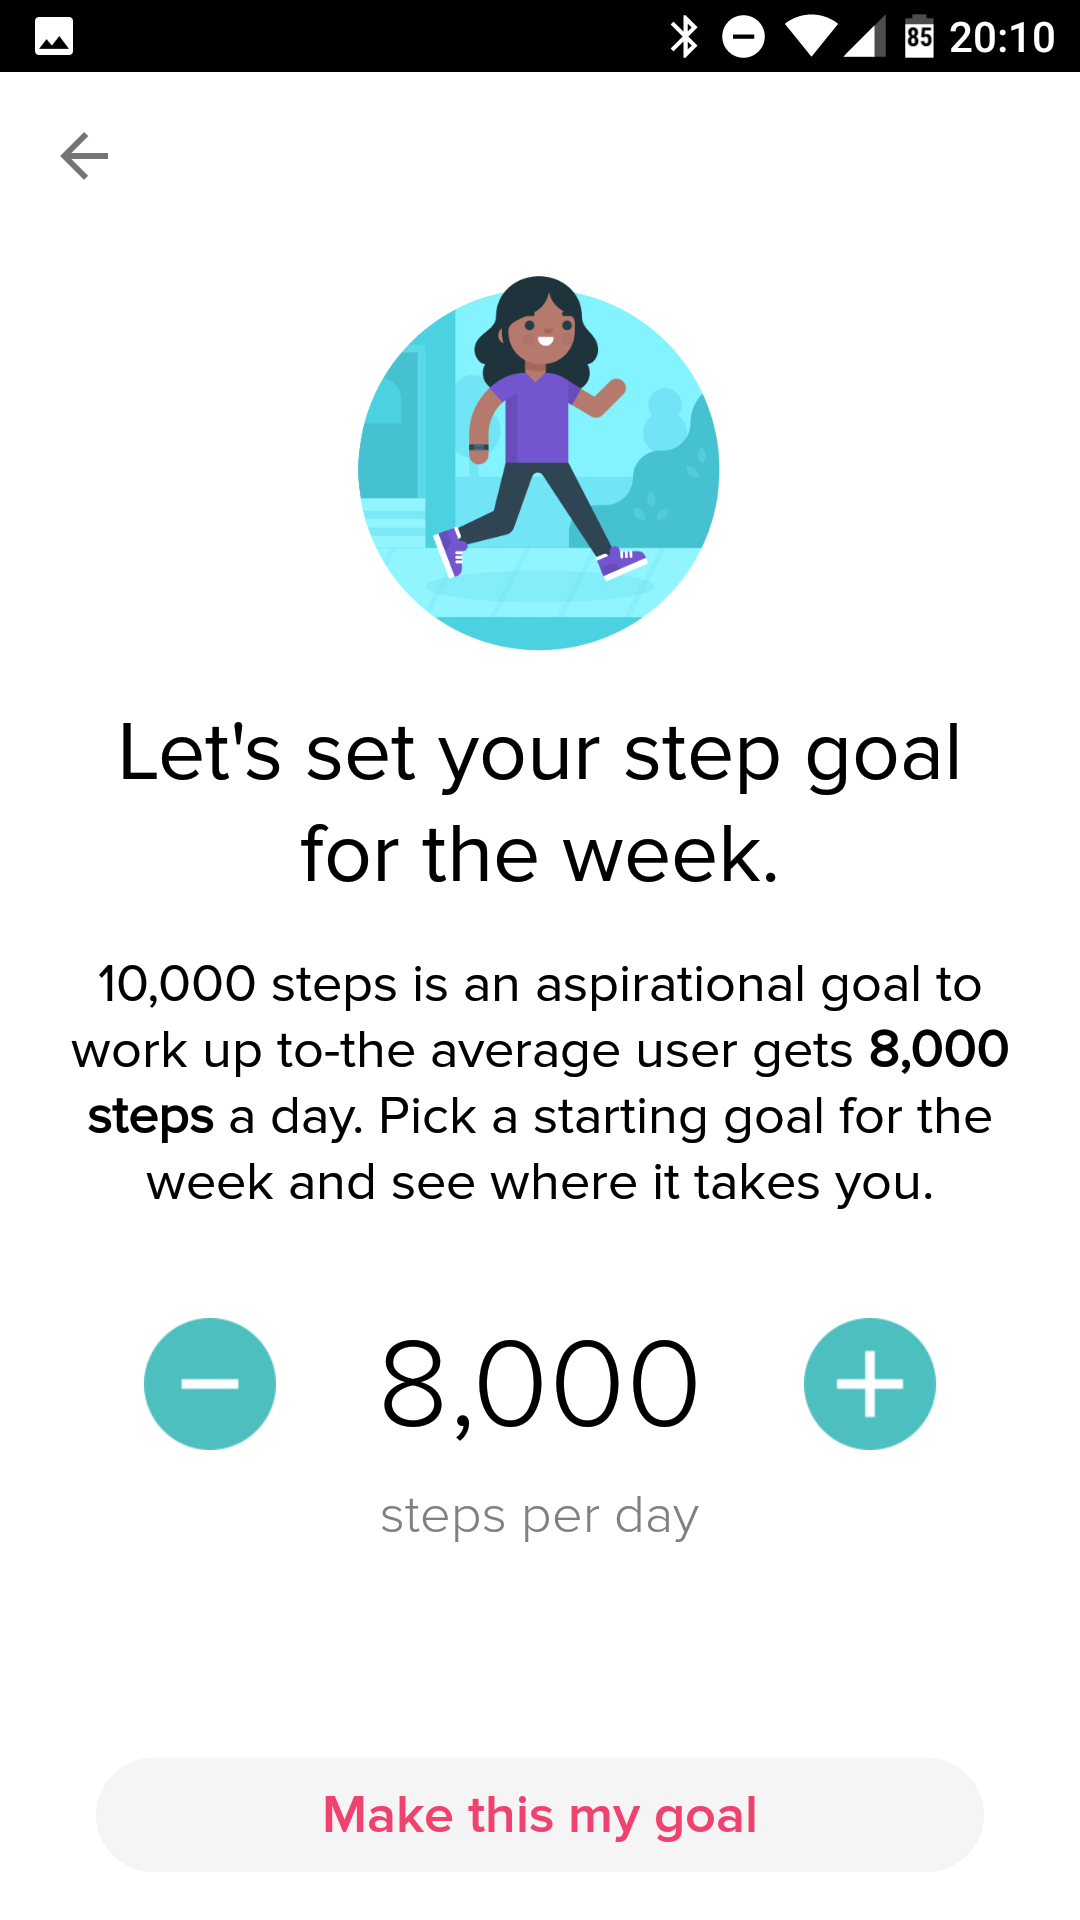 85 20:10
Let's set your step goal
for the week.
10,000 steps is an aspirational goal to
work up to-the average user gets 8,000
steps a day. Pick a starting goal for the
week and see where it takes you.
8,000
steps per day
Make this my goal